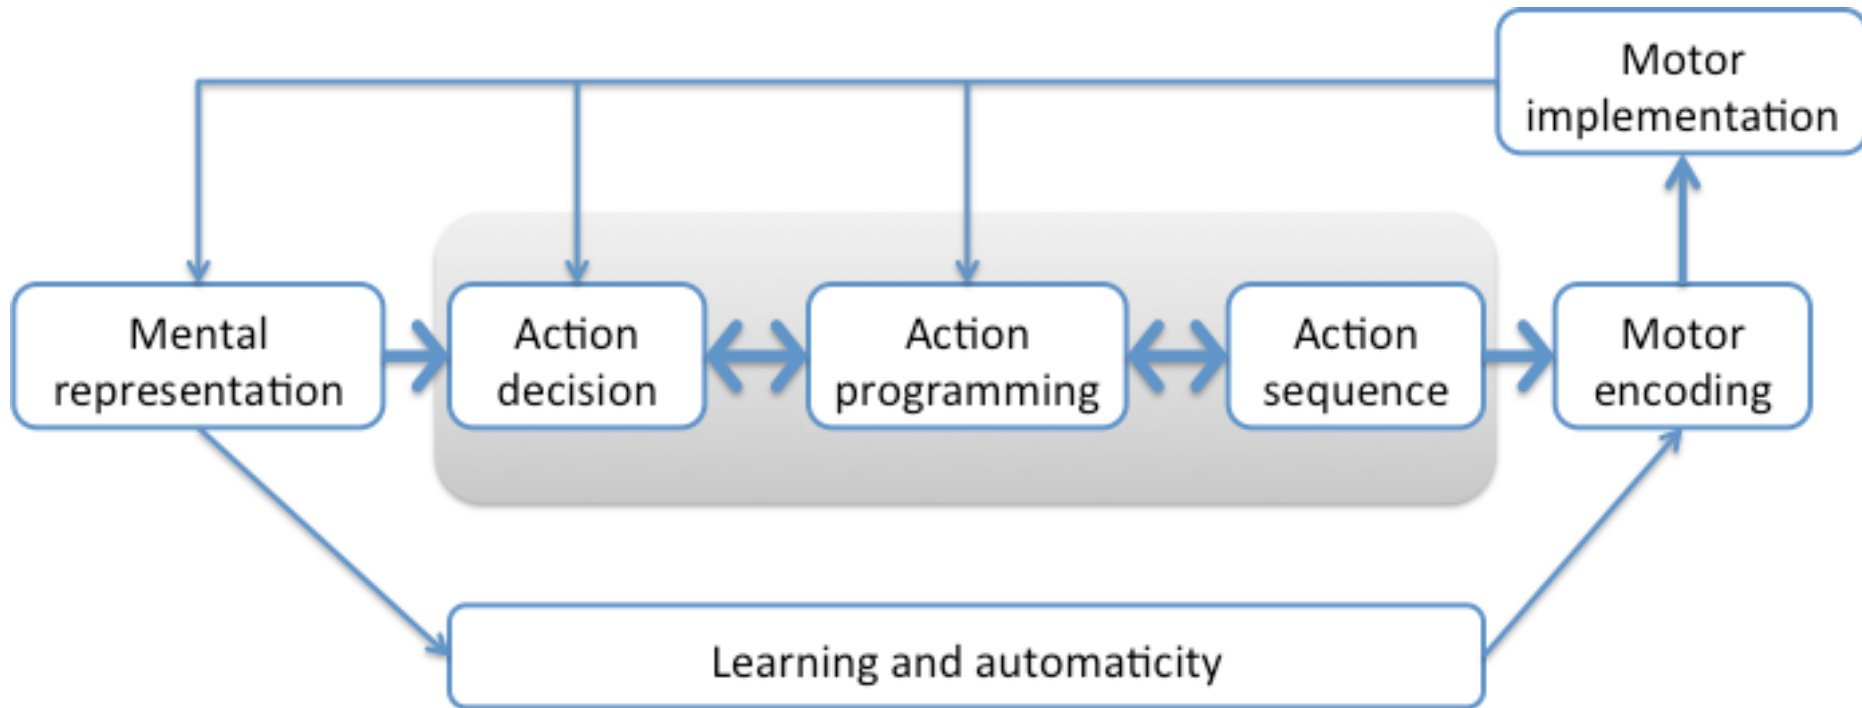 Motor
implementation
Mental
representation
Action
decision
Action
programming
Action
sequence
Motor
encoding
Learning and automaticity